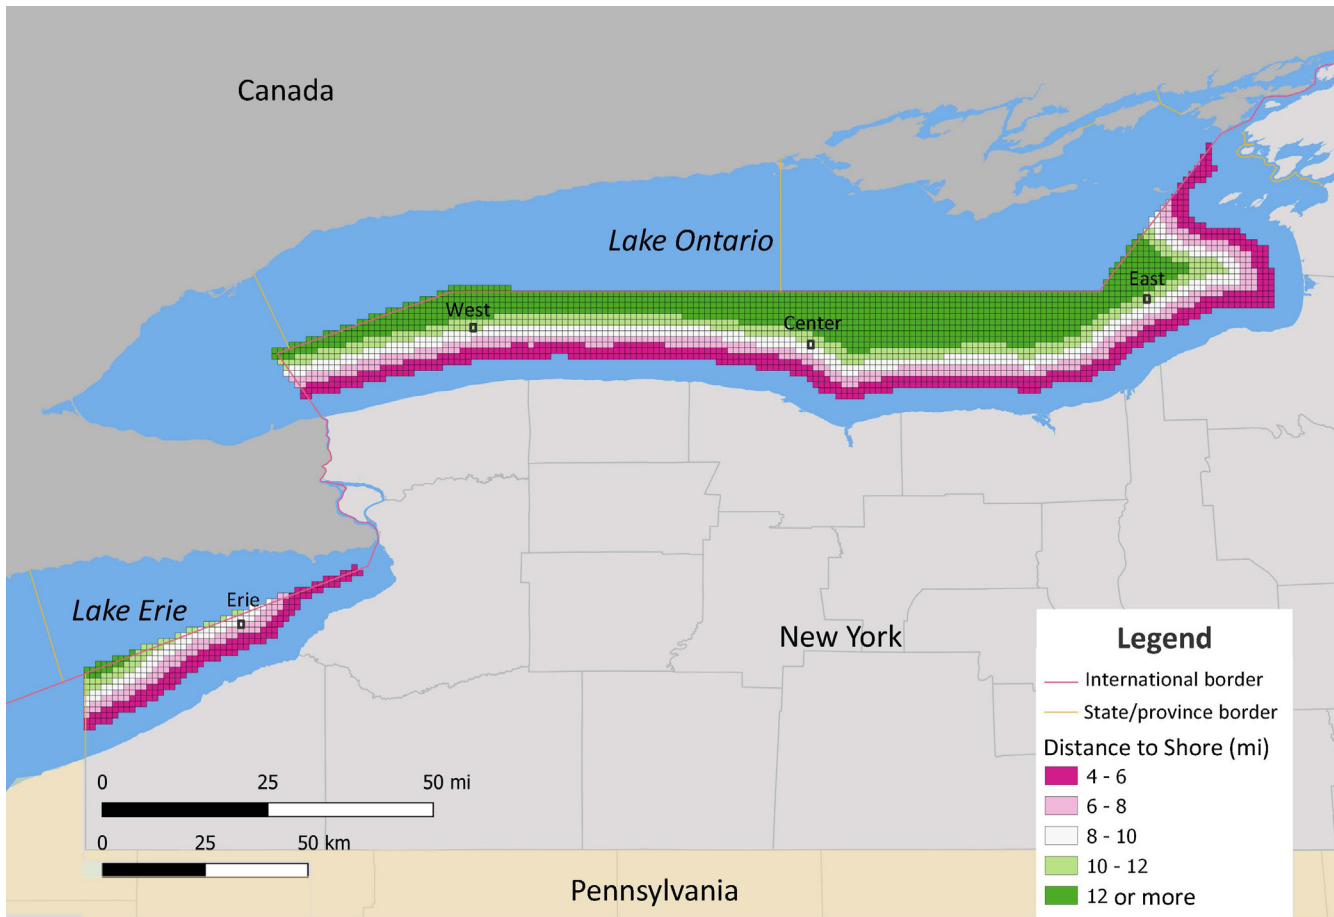 Canada
Lake Ontario
East
West
Center
Erie
Lake Erie
New York
Legend
International border
State/province border
Distance to Shore (mi)
4 - 6
6 - 8
8 - 10
10 - 12
12 or more
0 25 50 mi
0 25 50 km
Pennsylvania